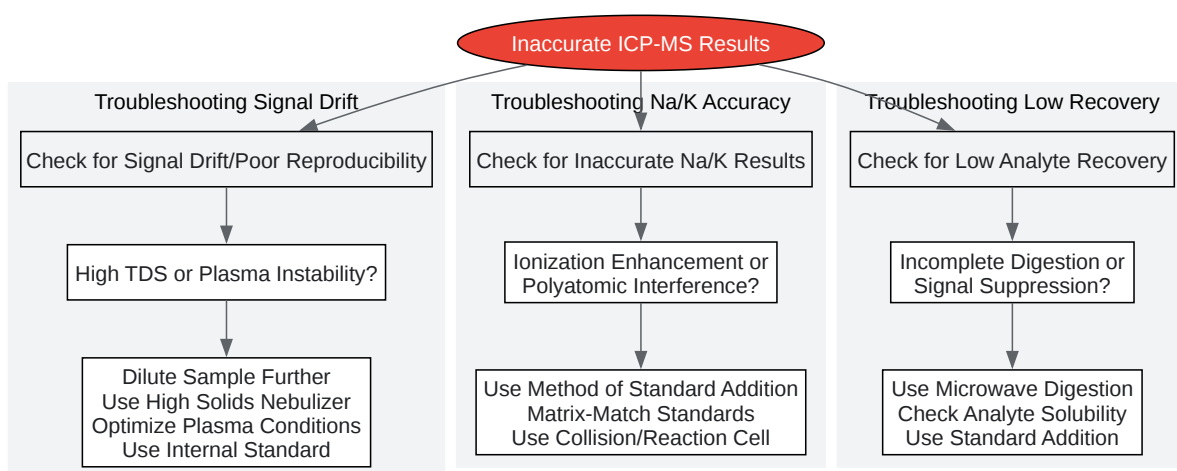 Inaccurate ICP-MS Results
Troubleshooting Signal Drift
Check for Signal Drift/Poor Reproducibility
High TDS or Plasma Instability?
Dilute Sample Further
Use High Solids Nebulizer
Optimize Plasma Conditions
Use Internal Standard
Troubleshooting Na/K Accuracy
Check for Inaccurate Na/K Results
Ionization Enhancement or
Polyatomic Interference?
Use Method of Standard Addition
Matrix-Match Standards
Use Collision/Reaction Cell
Troubleshooting Low Recovery
Check for Low Analyte Recovery
Incomplete Digestion or
Signal Suppression?
Use Microwave Digestion
Check Analyte Solubility
Use Standard Addition